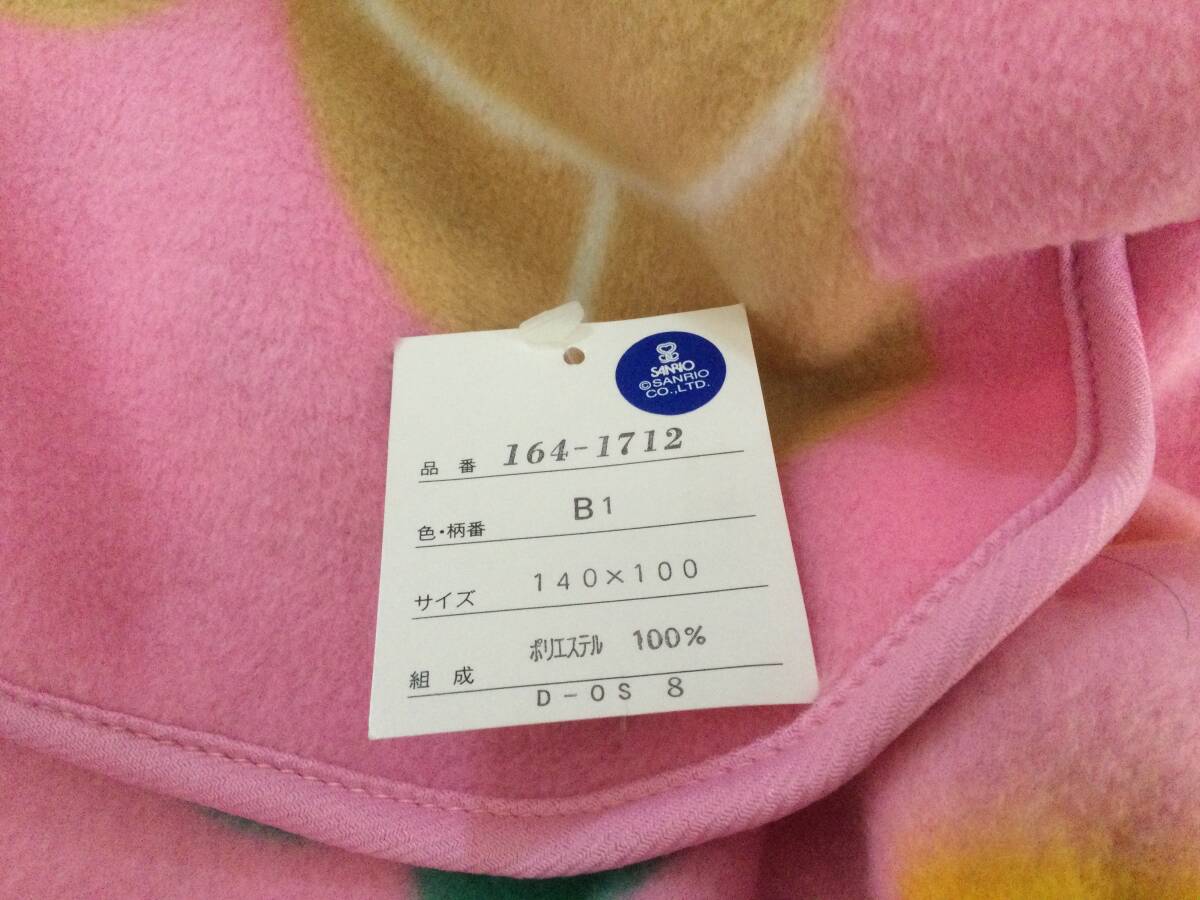 SANRIO
©SANRIO
CO.,LTD.
品番 164-1712
色・柄番 B1
サイズ 140×100
組成 ポリエステル 100%
D-OS 8